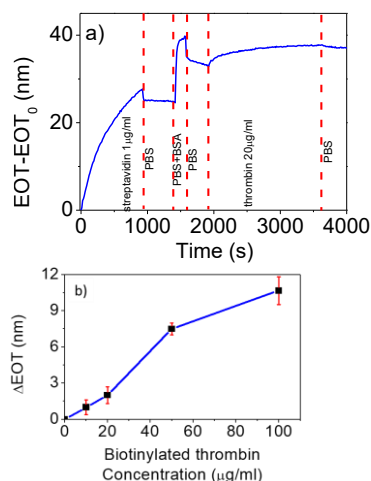 a)
EOT-EOT0 (nm)
40
20
0
streptavidin 1 µg/ml
PBS
PBS+BSA
PBS
thrombin 20µg/ml
PBS
0 1000 2000 3000 4000
Time (s)
b)
ΔEOT (nm)
12
9
6
3
0
0 20 40 60 80 100
Biotinylated thrombin
Concentration (µg/ml)